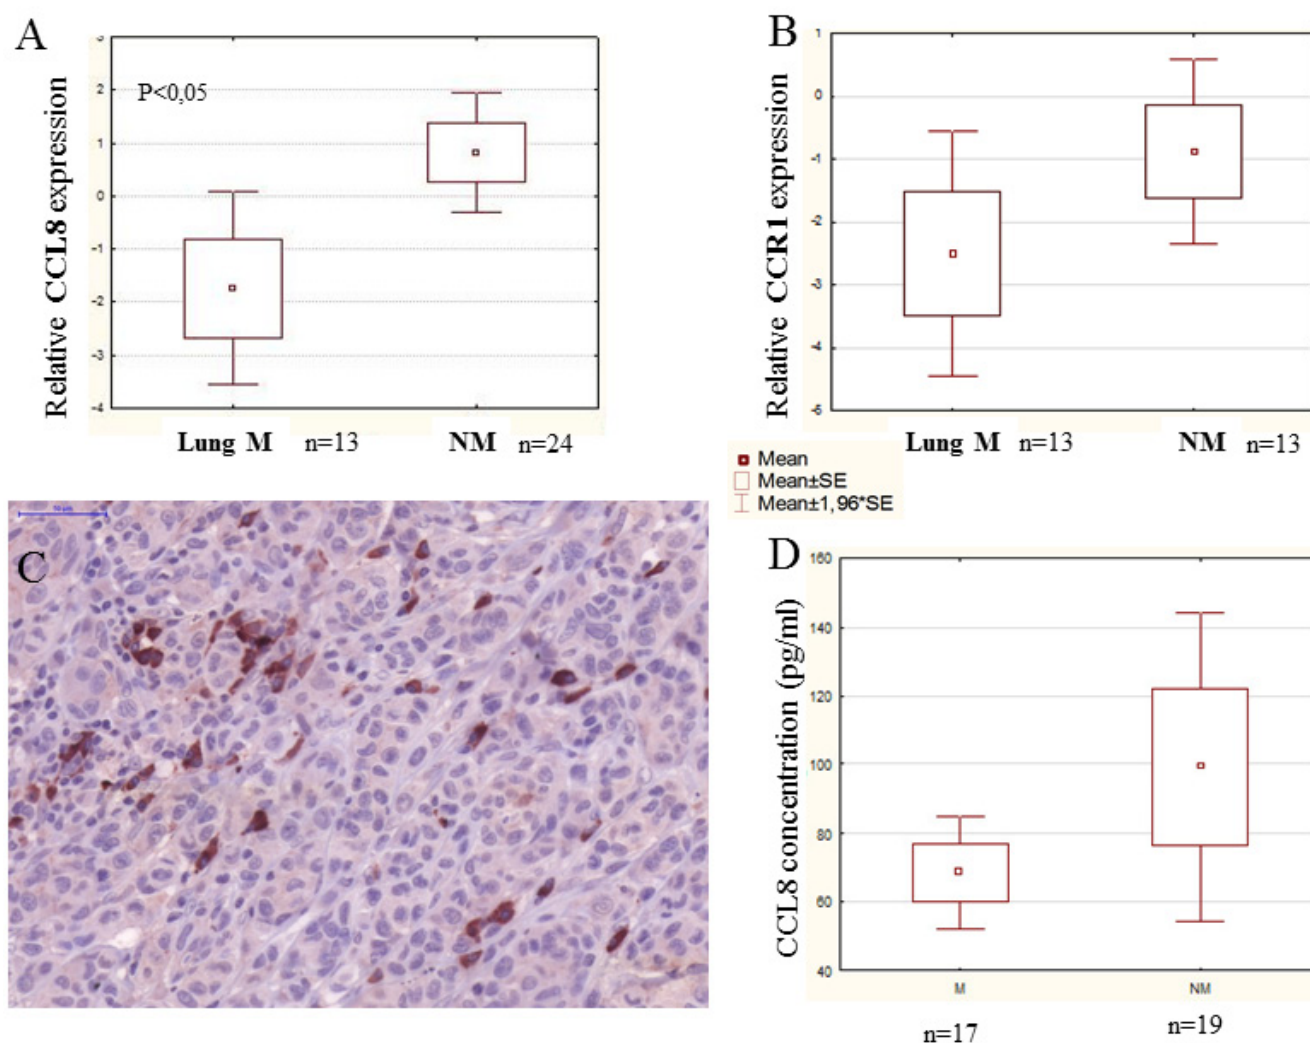 A
Relative CCL8 expression
3
2
1
0
-1
-2
-3
-4
P<0,05
Lung M n=13 NM n=24
B
Relative CCR1 expression
1
0
-1
-2
-3
-4
-5
Lung M n=13 NM n=13
Mean
Mean±SE
Mean±1,96*SE
C
D
CCL8 concentration (pg/ml)
160
140
120
100
80
60
40
M NM
n=17 n=19